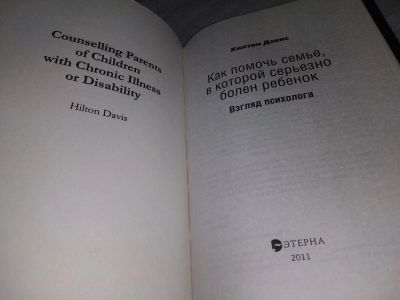 Counselling Parents
of Children
with Chronic Illness
or Disability
Hilton Davis
Хилтон Дэвис
Как помочь семье,
в которой серьезно
болен ребенок
Взгляд психолога
ЭТЕРНА
2011